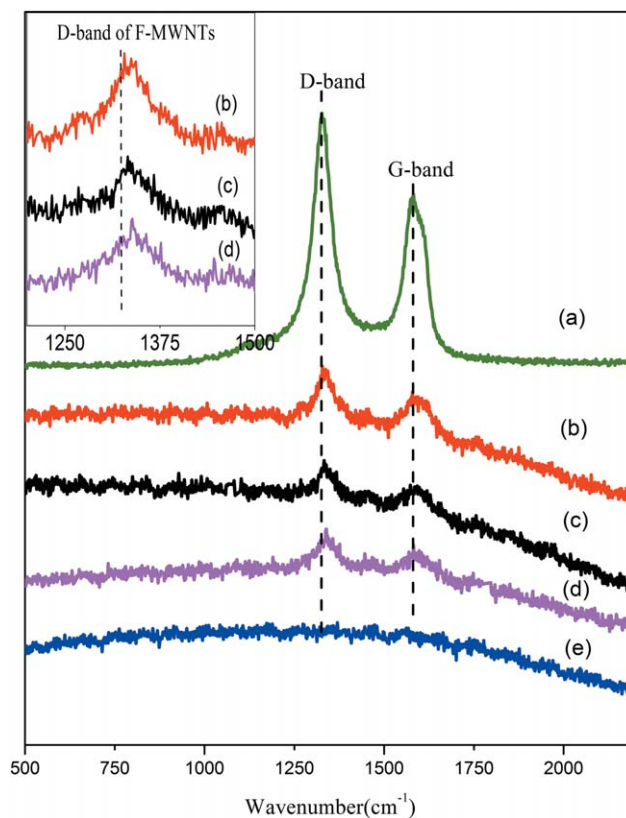 D-band of F-MWNTs
(b)
(c)
(d)
1250 1375 1500
D-band
G-band
(a)
(b)
(c)
(d)
(e)
500 750 1000 1250 1500 1750 2000
Wavenumber(cm⁻¹)